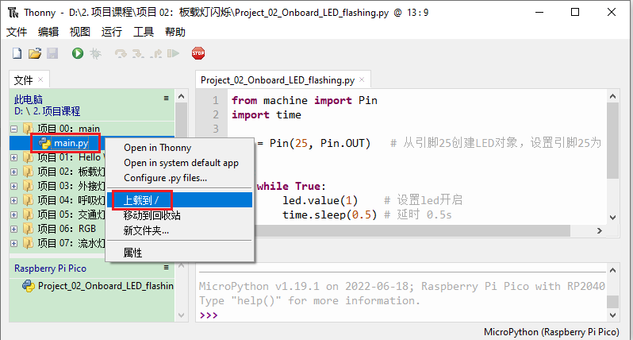 Thonny - D:\2. 项目课程\项目 02：板载灯闪烁\Project_02_Onboard_LED_flashing.py @ 13 : 9
文件 编辑 视图 运行 工具 帮助
文件
此电脑
D: \ 2. 项目课程
项目 00：main
main.py
项目 01：Hello
项目 02：板载灯
项目 03：外接灯
项目 04：呼吸灯
项目 05：交通灯
项目 06：RGB
项目 07：流水灯
Open in Thonny
Open in system default app
Configure .py files...
上载到 /
移动到回收站
新文件夹...
属性
Project_02_Onboard_LED_flashing.py
1 from machine import Pin
2 import time
3
= Pin(25, Pin.OUT) # 从引脚25创建LED对象，设置引脚25为
while True:
led.value(1) # 设置led开启
time.sleep(0.5) # 延时 0.5s
Raspberry Pi Pico
Project_02_Onboard_LED_flashin
MicroPython v1.19.1 on 2022-06-18; Raspberry Pi Pico with RP2040
Type "help()" for more information.
>>>
MicroPython (Raspberry Pi Pico)